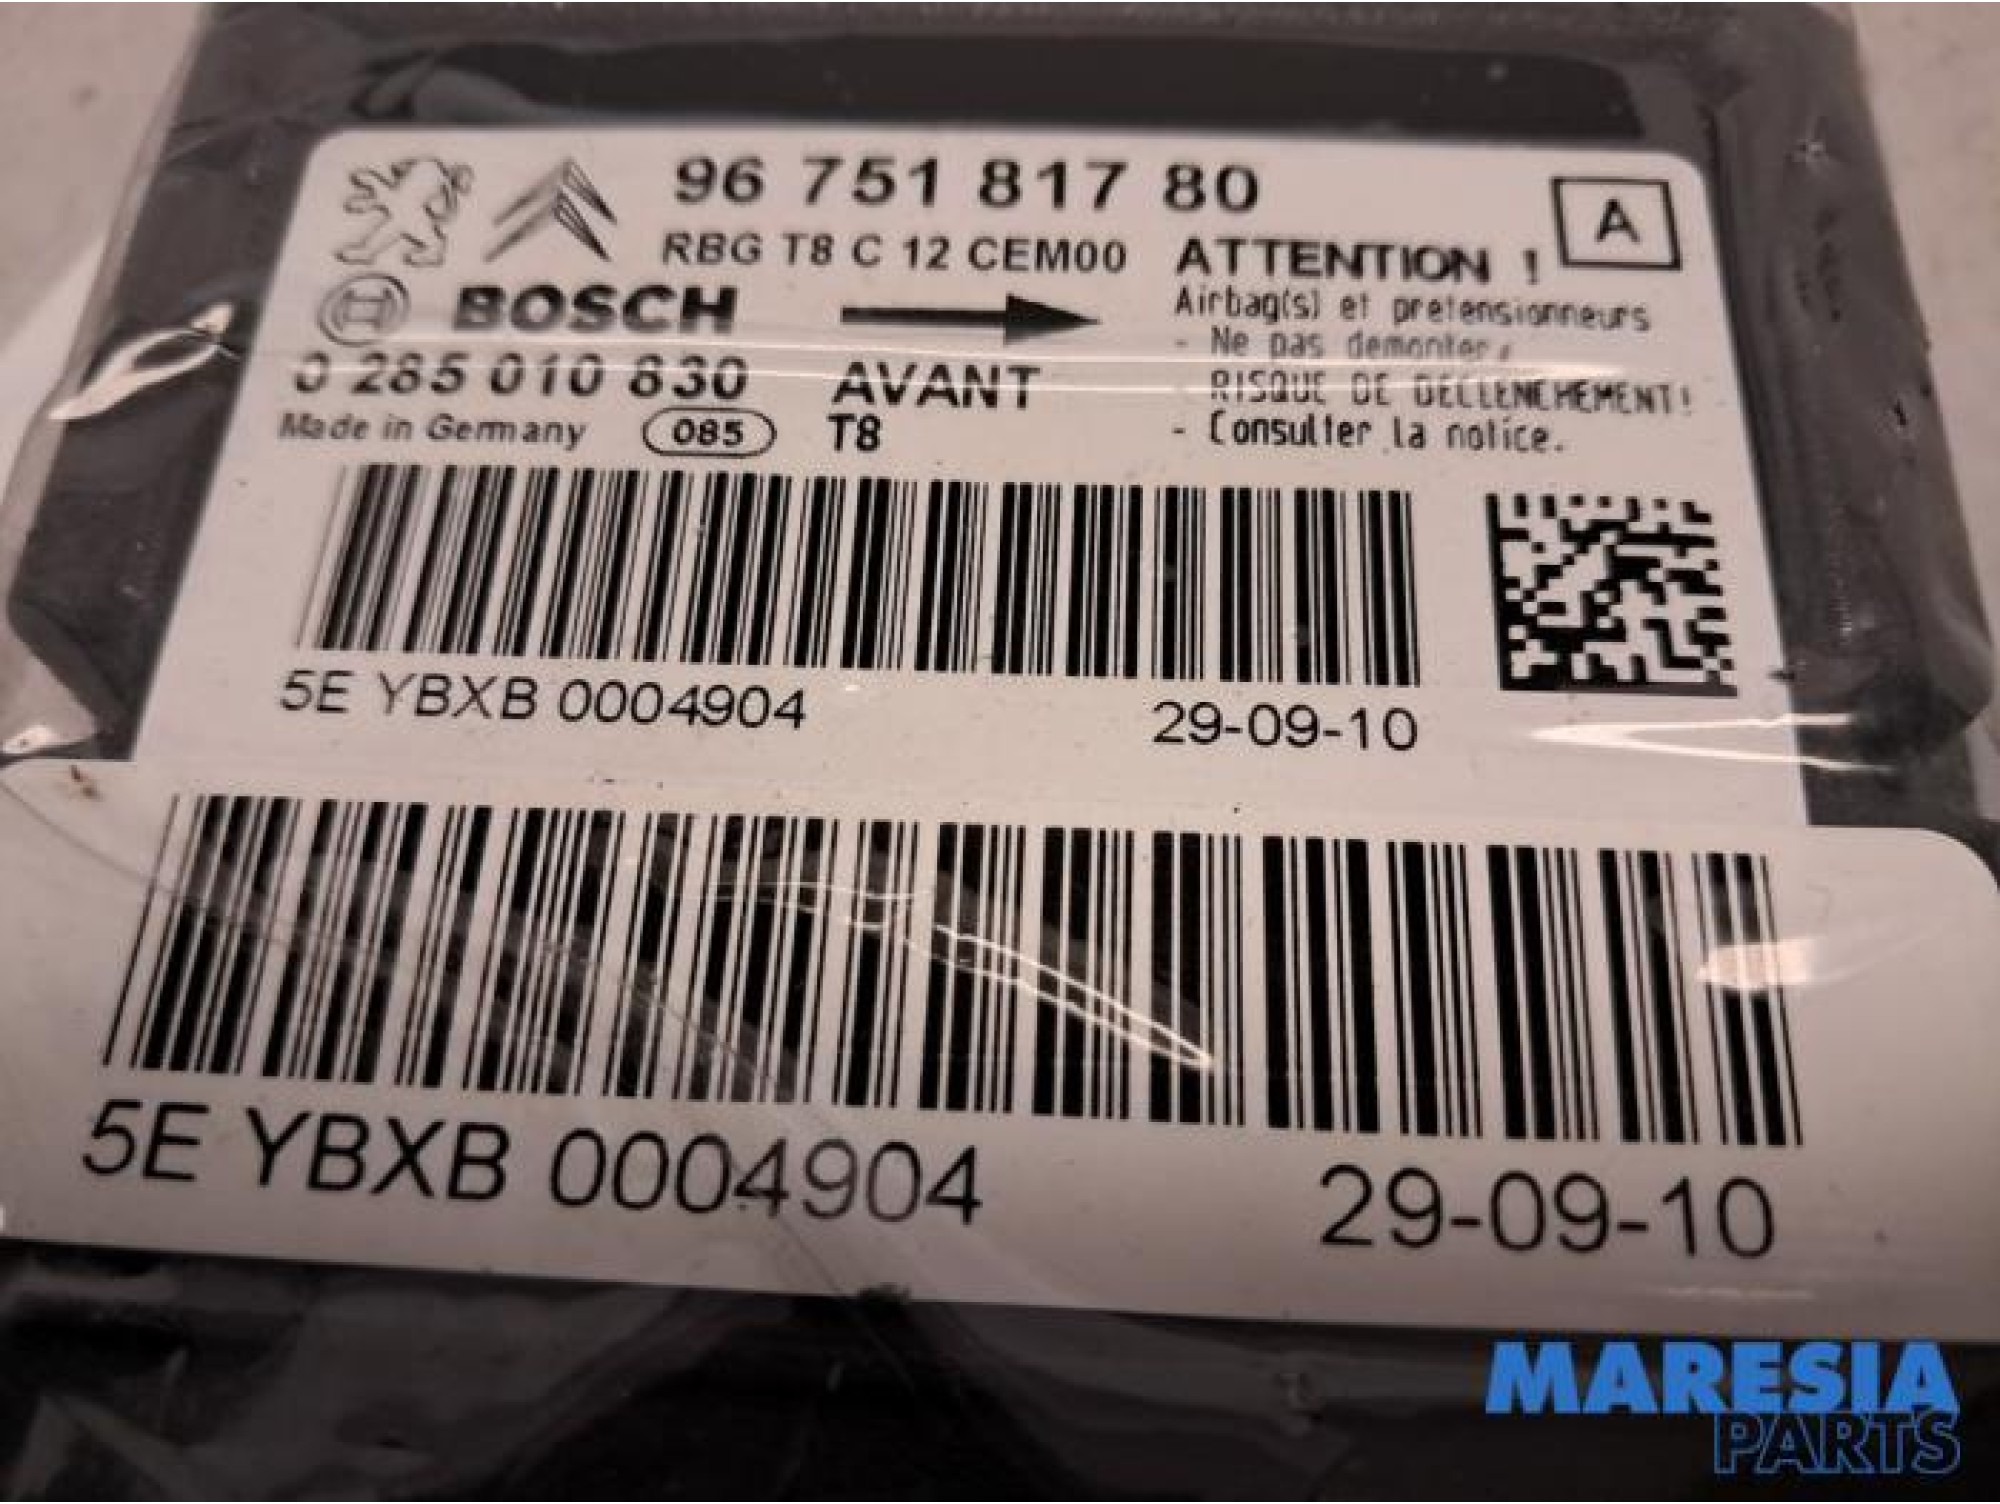 96 751 817 80
A
RBG T8 C 12 CEM00
ATTENTION !
BOSCH
Airbag(s) et pretensionneurs
- Ne pas demonter,
0 285 010 830
AVANT
RISQUE DE DECLENCHEMENT!
Made in Germany
085
T8
- Consulter la notice.
5E YBXB 0004904
29-09-10
5E YBXB 0004904
29-09-10
MARESIA
PARTS